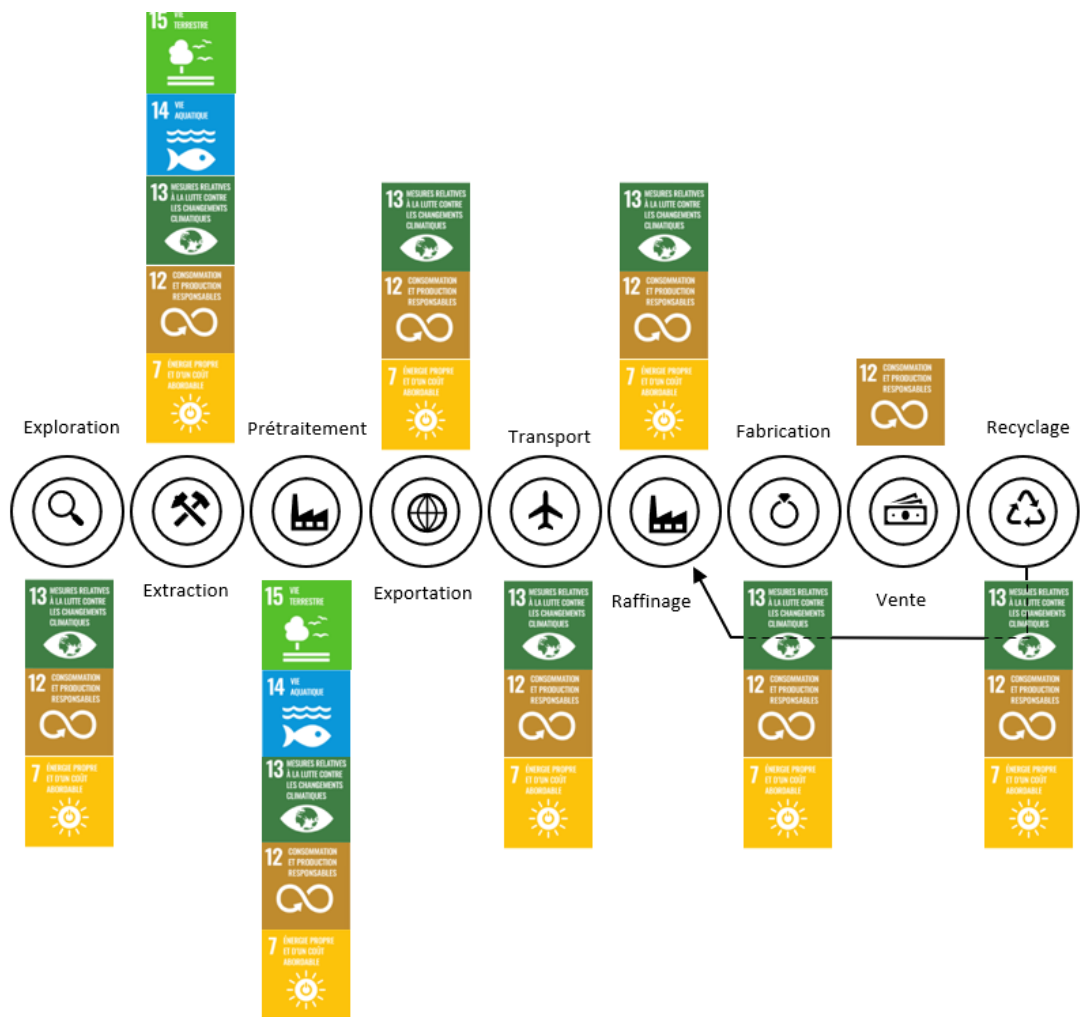 15 VIE
TERRESTRE
14 VIE
AQUATIQUE
13 MESURES RELATIVES
À LA LUTTE CONTRE
LES CHANGEMENTS
CLIMATIQUES
12 CONSOMMATION
ET PRODUCTION
RESPONSABLES
7 ÉNERGIE PROPRE
ET D'UN COÛT
ABORDABLE
13 MESURES RELATIVES
À LA LUTTE CONTRE
LES CHANGEMENTS
CLIMATIQUES
12 CONSOMMATION
ET PRODUCTION
RESPONSABLES
7 ÉNERGIE PROPRE
ET D'UN COÛT
ABORDABLE
13 MESURES RELATIVES
À LA LUTTE CONTRE
LES CHANGEMENTS
CLIMATIQUES
12 CONSOMMATION
ET PRODUCTION
RESPONSABLES
7 ÉNERGIE PROPRE
ET D'UN COÛT
ABORDABLE
12 CONSOMMATION
ET PRODUCTION
RESPONSABLES
Exploration
Prétraitement
Transport
Fabrication
Recyclage
Extraction
Exportation
Raffinage
Vente
13 MESURES RELATIVES
À LA LUTTE CONTRE
LES CHANGEMENTS
CLIMATIQUES
12 CONSOMMATION
ET PRODUCTION
RESPONSABLES
7 ÉNERGIE PROPRE
ET D'UN COÛT
ABORDABLE
15 VIE
TERRESTRE
14 VIE
AQUATIQUE
13 MESURES RELATIVES
À LA LUTTE CONTRE
LES CHANGEMENTS
CLIMATIQUES
12 CONSOMMATION
ET PRODUCTION
RESPONSABLES
7 ÉNERGIE PROPRE
ET D'UN COÛT
ABORDABLE
13 MESURES RELATIVES
À LA LUTTE CONTRE
LES CHANGEMENTS
CLIMATIQUES
12 CONSOMMATION
ET PRODUCTION
RESPONSABLES
7 ÉNERGIE PROPRE
ET D'UN COÛT
ABORDABLE
13 MESURES RELATIVES
À LA LUTTE CONTRE
LES CHANGEMENTS
CLIMATIQUES
12 CONSOMMATION
ET PRODUCTION
RESPONSABLES
7 ÉNERGIE PROPRE
ET D'UN COÛT
ABORDABLE
13 MESURES RELATIVES
À LA LUTTE CONTRE
LES CHANGEMENTS
CLIMATIQUES
12 CONSOMMATION
ET PRODUCTION
RESPONSABLES
7 ÉNERGIE PROPRE
ET D'UN COÛT
ABORDABLE